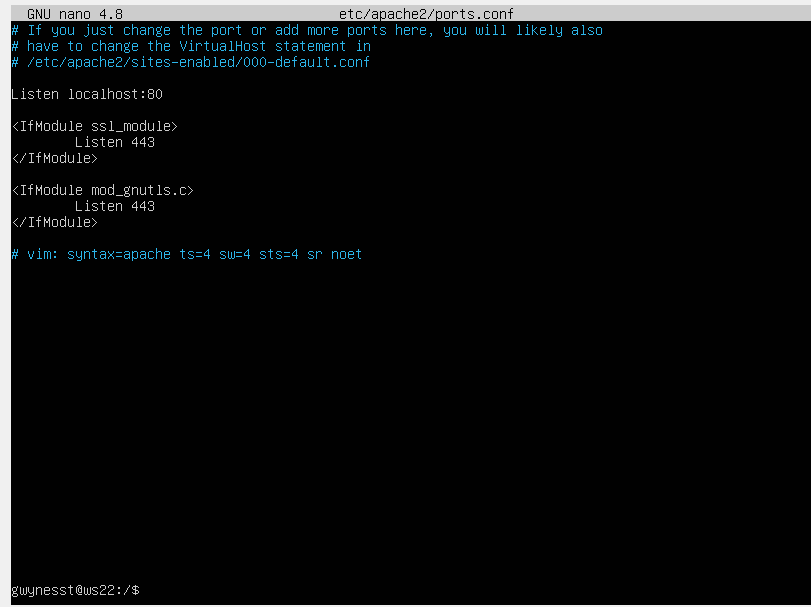 GNU nano 4.8 etc/apache2/ports.conf
# If you just change the port or add more ports here, you will likely also
# have to change the VirtualHost statement in
# /etc/apache2/sites-enabled/000-default.conf
Listen localhost:80
<IfModule ssl_module>
        Listen 443
</IfModule>
<IfModule mod_gnutls.c>
        Listen 443
</IfModule>
# vim: syntax=apache ts=4 sw=4 sts=4 sr noet
gwynesst@ws22:/$